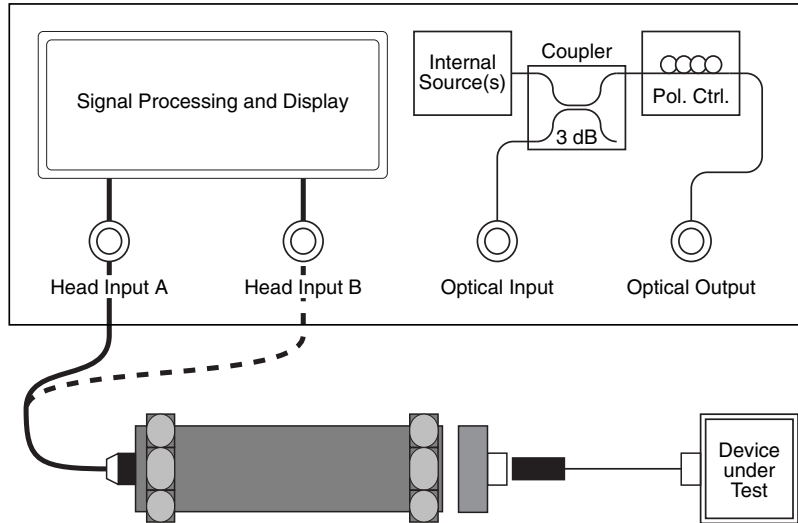 Signal Processing and Display
Internal
Source(s)
Coupler
3 dB
Pol. Ctrl.
Head Input A
Head Input B
Optical Input
Optical Output
Device
under
Test